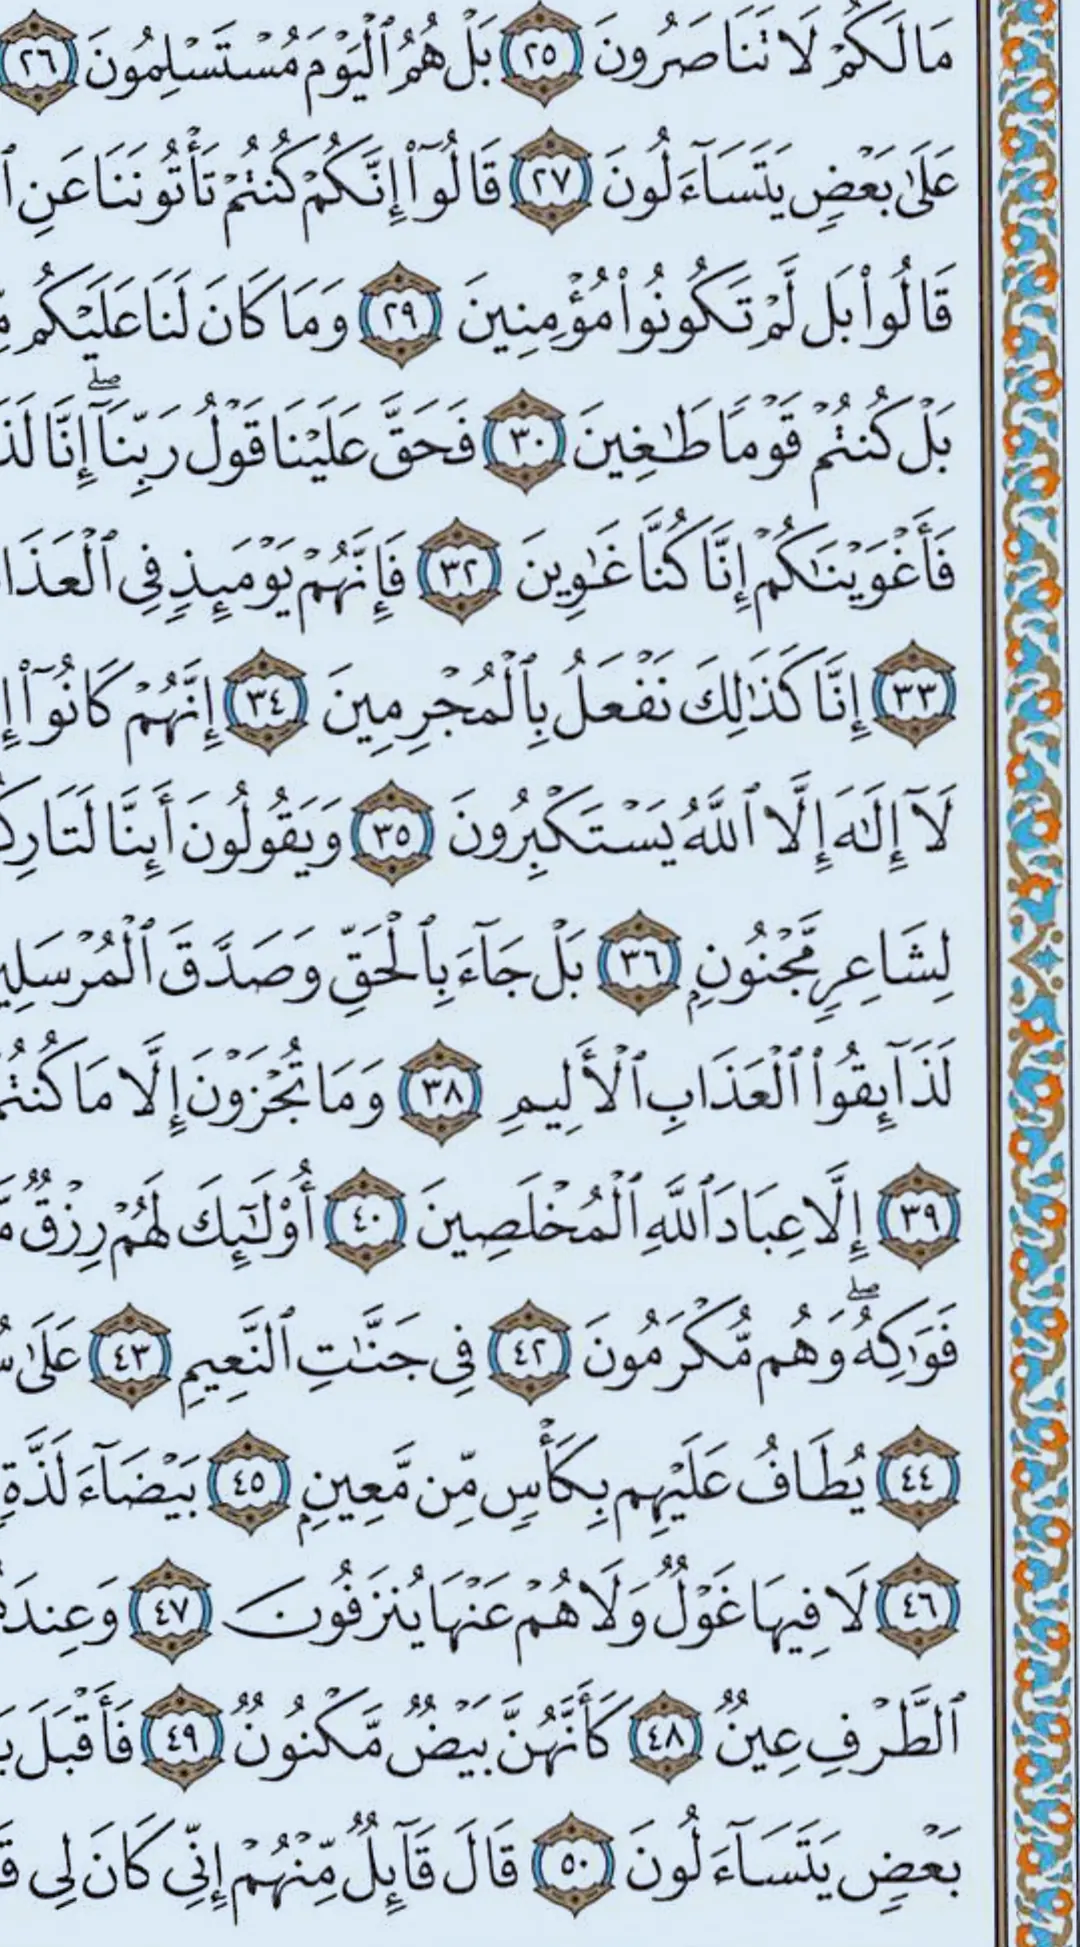 مَا لَكُمْ لَا تَنَاصَرُونَ ٢٥ بَلْ هُمُ ٱلْيَوْمَ مُسْتَسْلِمُونَ ٢٦
عَلَىٰ بَعْضٍ يَتَسَآءَلُونَ ٢٧ قَالُوٓا۟ إِنَّكُمْ كُنتُمْ تَأْتُونَنَا عَنِ
قَالُوا۟ بَل لَّمْ تَكُونُوا۟ مُؤْمِنِينَ ٢٩ وَمَا كَانَ لَنَا عَلَيْكُم
بَلْ كُنتُمْ قَوْمًا طَـٰغِينَ ٣٠ فَحَقَّ عَلَيْنَا قَوْلُ رَبِّنَآ ۖ إِنَّا
فَأَغْوَيْنَـٰكُمْ إِنَّا كُنَّا غَـٰوِينَ ٣٢ فَإِنَّهُمْ يَوْمَئِذٍ فِى ٱلْعَذَا
٣٣ إِنَّا كَذَٰلِكَ نَفْعَلُ بِٱلْمُجْرِمِينَ ٣٤ إِنَّهُمْ كَانُوٓا۟
لَآ إِلَـٰهَ إِلَّا ٱللَّهُ يَسْتَكْبِرُونَ ٣٥ وَيَقُولُونَ أَئِنَّا لَتَارِكُ
لِشَاعِرٍ مَّجْنُونٍۭ ٣٦ بَلْ جَآءَ بِٱلْحَقِّ وَصَدَّقَ ٱلْمُرْسَلِي
لَذَآئِقُوا۟ ٱلْعَذَابِ ٱلْأَلِيمِ ٣٨ وَمَا تُجْزَوْنَ إِلَّا مَا كُنتُمْ
٣٩ إِلَّا عِبَادَ ٱللَّهِ ٱلْمُخْلَصِينَ ٤٠ أُو۟لَـٰٓئِكَ لَهُمْ رِزْقٌ
فَوَٰكِهُ ۖ وَهُم مُّكْرَمُونَ ٤٢ فِى جَنَّـٰتِ ٱلنَّعِيمِ ٤٣ عَلَىٰ
٤٤ يُطَافُ عَلَيْهِم بِكَأْسٍ مِّن مَّعِينٍۭ ٤٥ بَيْضَآءَ لَذَّةٍ
٤٦ لَا فِيهَا غَوْلٌ وَلَا هُمْ عَنْهَا يُنزَفُونَ ٤٧ وَعِندَ
ٱلطَّرْفِ عِينٌ ٤٨ كَأَنَّهُنَّ بَيْضٌ مَّكْنُونٌ ٤٩ فَأَقْبَلَ
بَعْضٍ يَتَسَآءَلُونَ ٥٠ قَالَ قَآئِلٌ مِّنْهُمْ إِنِّى كَانَ لِى